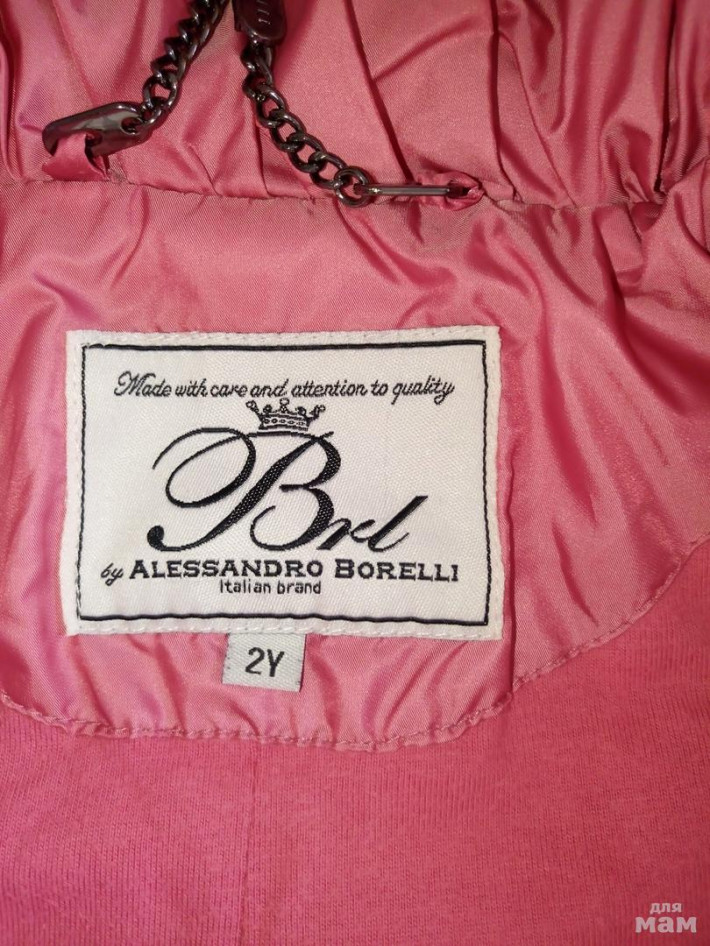 Made with care and attention to quality
Brl
by ALESSANDRO BORELLI
Italian brand
2Y
для
мам